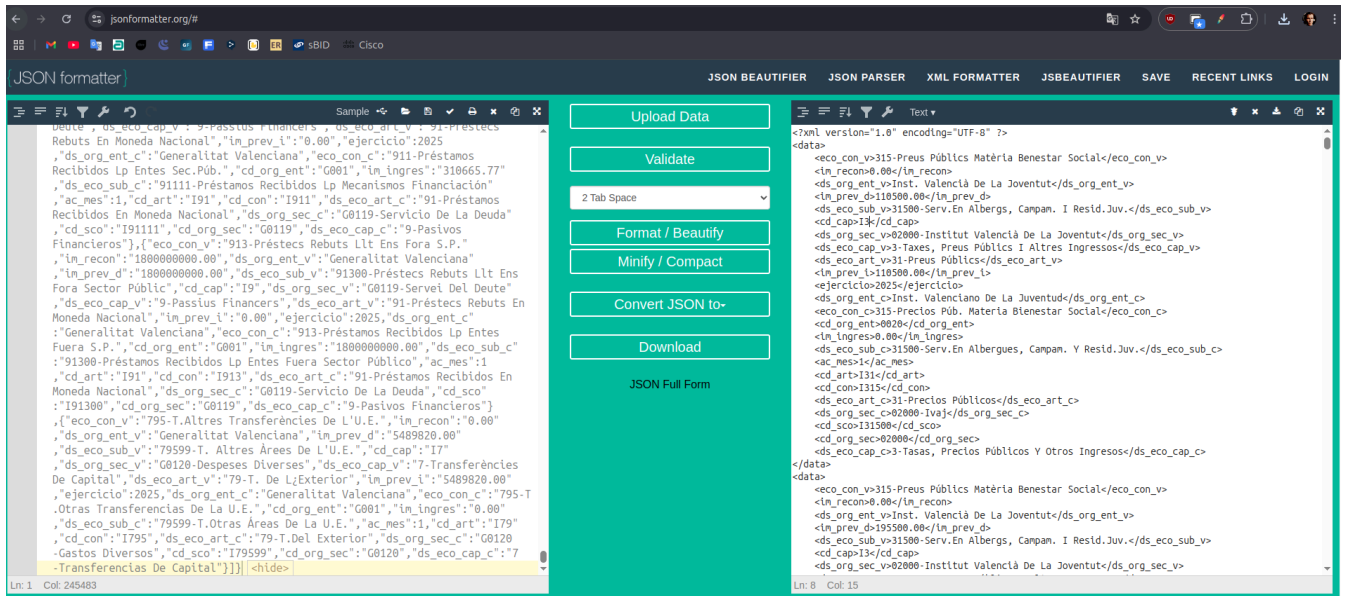 jsonformatter.org/#
sBID
Cisco
{JSON formatter}
JSON BEAUTIFIER JSON PARSER XML FORMATTER JSBEAUTIFIER SAVE RECENT LINKS LOGIN
Sample
Deute","ds_eco_cap_v":"9-Passius Financers","ds_eco_art_v":"91-Préstecs
Rebuts En Moneda Nacional","im_prev_i":"0.00","ejercicio":2025
,"ds_org_ent_c":"Generalitat Valenciana","eco_con_c":"911-Préstamos
Recibidos Lp Entes Sec.Púb.","cd_org_ent":"G001","im_ingres":"310665.77"
,"ds_eco_sub_c":"91111-Préstamos Recibidos Lp Mecanismos Financiación"
,"ac_mes":1,"cd_art":"I91","cd_con":"I911","ds_eco_art_c":"91-Préstamos
Recibidos En Moneda Nacional","ds_org_sec_c":"G0119-Servicio De La Deuda"
,"cd_sco":"I91111","cd_org_sec":"G0119","ds_eco_cap_c":"9-Pasivos
Financieros"},{"eco_con_v":"913-Préstecs Rebuts Llt Ens Fora S.P."
,"im_recon":"1800000000.00","ds_org_ent_v":"Generalitat Valenciana"
,"im_prev_d":"1800000000.00","ds_eco_sub_v":"91300-Préstecs Rebuts Llt Ens
Fora Sector Públic","cd_cap":"I9","ds_org_sec_v":"G0119-Servei Del Deute"
,"ds_eco_cap_v":"9-Passius Financers","ds_eco_art_v":"91-Préstecs Rebuts En
Moneda Nacional","im_prev_i":"0.00","ejercicio":2025,"ds_org_ent_c"
:"Generalitat Valenciana","eco_con_c":"913-Préstamos Recibidos Lp Entes
Fuera S.P.","cd_org_ent":"G001","im_ingres":"1800000000.00","ds_eco_sub_c"
:"91300-Préstamos Recibidos Lp Entes Fuera Sector Público","ac_mes":1
,"cd_art":"I91","cd_con":"I913","ds_eco_art_c":"91-Préstamos Recibidos En
Moneda Nacional","ds_org_sec_c":"G0119-Servicio De La Deuda","cd_sco"
:"I91300","cd_org_sec":"G0119","ds_eco_cap_c":"9-Pasivos Financieros"}
,{"eco_con_v":"795-T.Altres Transferències De L'U.E.","im_recon":"0.00"
,"ds_org_ent_v":"Generalitat Valenciana","im_prev_d":"5489820.00"
,"ds_eco_sub_v":"79599-T. Altres Àrees De L'U.E.","cd_cap":"I7"
,"ds_org_sec_v":"G0120-Despeses Diverses","ds_eco_cap_v":"7-Transferències
De Capital","ds_eco_art_v":"79-T. De L¿Exterior","im_prev_i":"5489820.00"
,"ejercicio":2025,"ds_org_ent_c":"Generalitat Valenciana","eco_con_c":"795-T
.Otras Transferencias De La U.E.","cd_org_ent":"G001","im_ingres":"0.00"
,"ds_eco_sub_c":"79599-T.Otras Áreas De La U.E.","ac_mes":1,"cd_art":"I79"
,"cd_con":"I795","ds_eco_art_c":"79-T.Del Exterior","ds_org_sec_c":"G0120
-Gastos Diversos","cd_sco":"I79599","cd_org_sec":"G0120","ds_eco_cap_c":"7
-Transferencias De Capital"}]} <hide>
Ln: 1 Col: 245483
Upload Data
Validate
2 Tab Space
Format / Beautify
Minify / Compact
Convert JSON to
Download
JSON Full Form
Text
<?xml version="1.0" encoding="UTF-8" ?>
<data>
<eco_con_v>315-Preus Públics Matèria Benestar Social</eco_con_v>
<im_recon>0.00</im_recon>
<ds_org_ent_v>Inst. Valencià De La Joventut</ds_org_ent_v>
<im_prev_d>110500.00</im_prev_d>
<ds_eco_sub_v>31500-Serv.En Albergs, Campam. I Resid.Juv.</ds_eco_sub_v>
<cd_cap>I3</cd_cap>
<ds_org_sec_v>02000-Institut Valencià De La Joventut</ds_org_sec_v>
<ds_eco_cap_v>3-Taxes, Preus Públics I Altres Ingressos</ds_eco_cap_v>
<ds_eco_art_v>31-Preus Públics</ds_eco_art_v>
<im_prev_i>110500.00</im_prev_i>
<ejercicio>2025</ejercicio>
<ds_org_ent_c>Inst. Valenciano De La Juventud</ds_org_ent_c>
<eco_con_c>315-Precios Púb. Materia Bienestar Social</eco_con_c>
<cd_org_ent>0020</cd_org_ent>
<im_ingres>0.00</im_ingres>
<ds_eco_sub_c>31500-Serv.En Albergues, Campam. Y Resid.Juv.</ds_eco_sub_c>
<ac_mes>1</ac_mes>
<cd_art>I31</cd_art>
<cd_con>I315</cd_con>
<ds_eco_art_c>31-Precios Públicos</ds_eco_art_c>
<ds_org_sec_c>02000-Ivaj</ds_org_sec_c>
<cd_sco>I31500</cd_sco>
<cd_org_sec>02000</cd_org_sec>
<ds_eco_cap_c>3-Tasas, Precios Públicos Y Otros Ingresos</ds_eco_cap_c>
</data>
<data>
<eco_con_v>315-Preus Públics Matèria Benestar Social</eco_con_v>
<im_recon>0.00</im_recon>
<ds_org_ent_v>Inst. Valencià De La Joventut</ds_org_ent_v>
<im_prev_d>195500.00</im_prev_d>
<ds_eco_sub_v>31500-Serv.En Albergs, Campam. I Resid.Juv.</ds_eco_sub_v>
<cd_cap>I3</cd_cap>
<ds_org_sec_v>02000-Institut Valencià De La Joventut</ds_org_sec_v>
Ln: 8 Col: 15